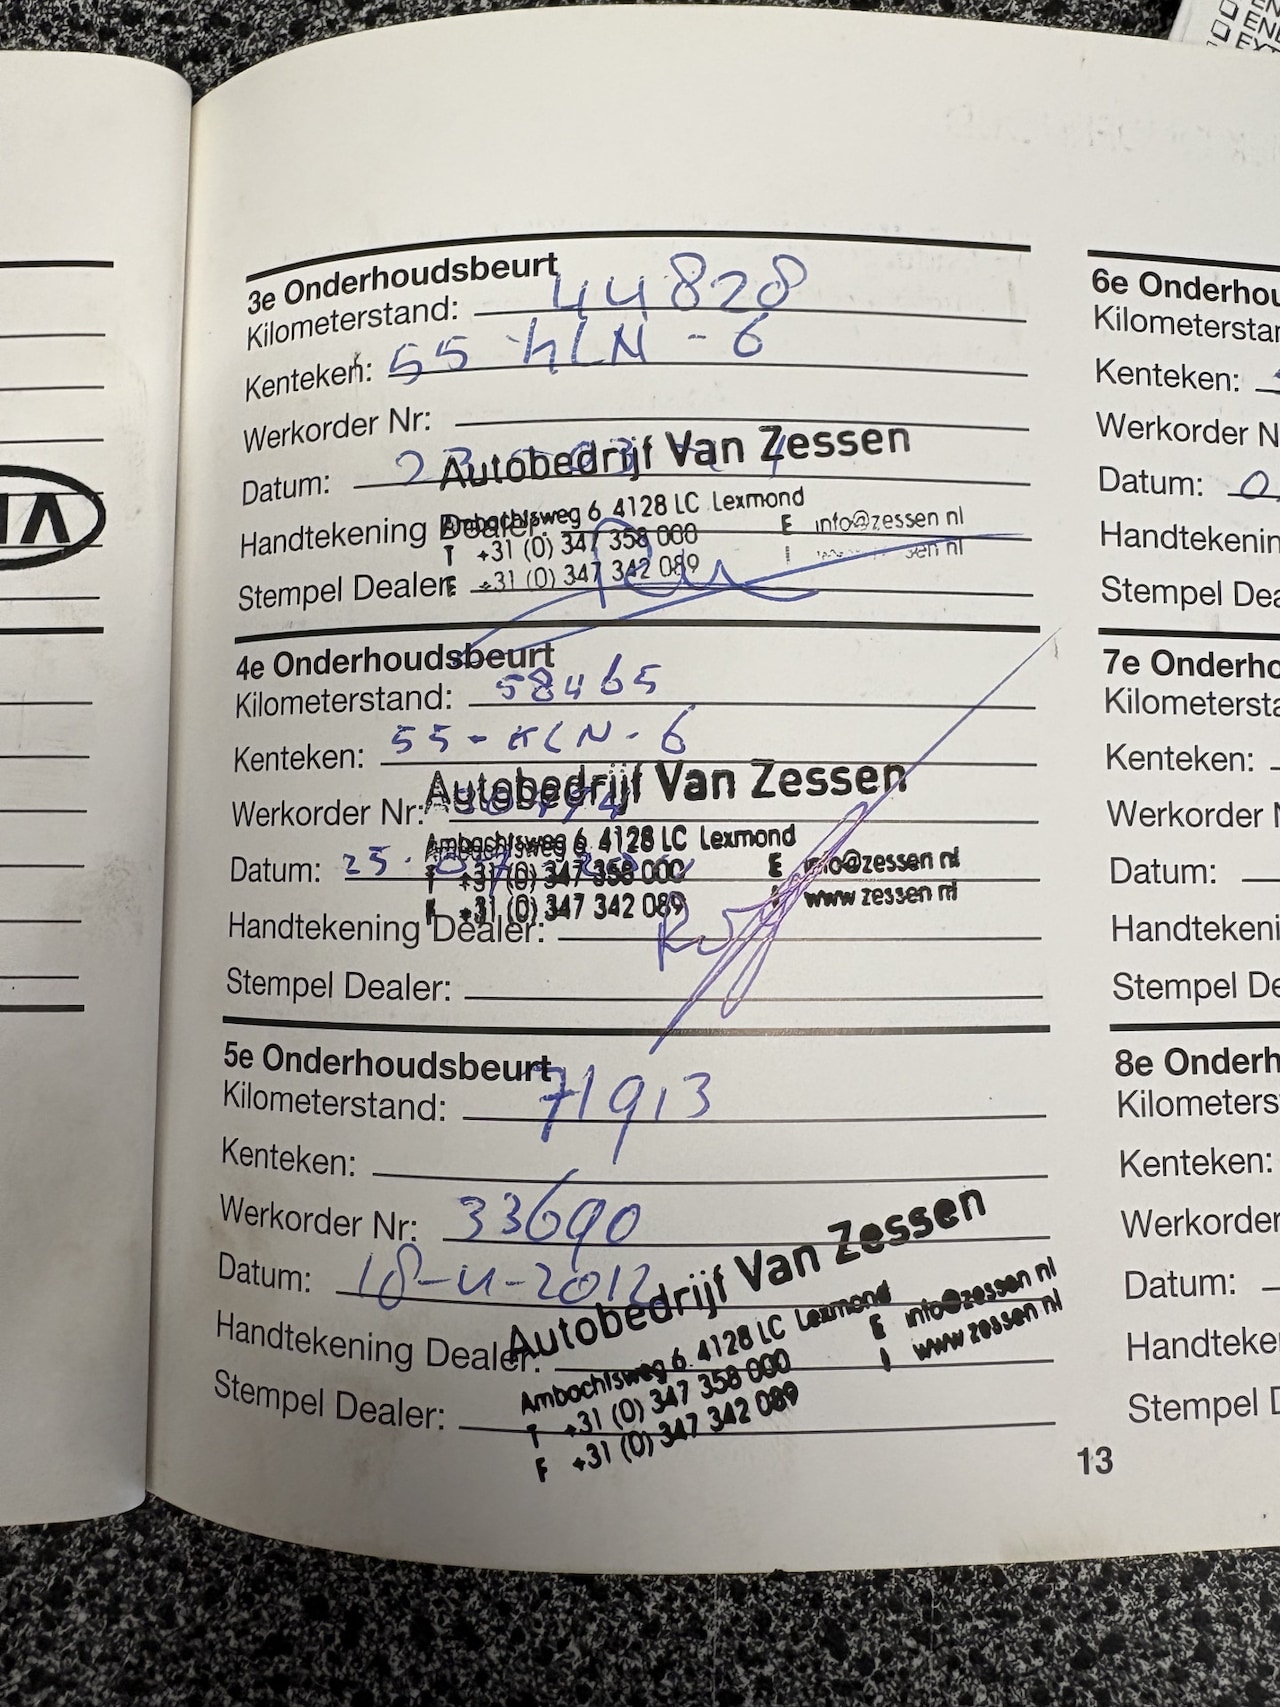 3e Onderhoudsbeurt
Kilometerstand: 44828
Kenteken: 55 KLN - 6
Werkorder Nr:
Datum: 23
Autobedrijf Van Zessen
Ambachtsweg 6 4128 LC Lexmond
Handtekening Dealer:
T +31 (0) 347 358 000
E info@zessen nl
Stempel Dealer:
F +31 (0) 347 342 089
4e Onderhoudsbeurt
Kilometerstand: 58465
Kenteken: 55 - KLN - 6
Autobedrijf Van Zessen
Werkorder Nr:
Ambachtsweg 6 4128 LC Lexmond
Datum: 25
T +31 (0) 347 358 000
E info@zessen nl
F +31 (0) 347 342 089
I www zessen nl
Handtekening Dealer:
Stempel Dealer:
5e Onderhoudsbeurt
Kilometerstand: 71913
Kenteken:
Werkorder Nr: 33690
Datum: 18-11-2012
Handtekening Dealer:
Stempel Dealer:
Autobedrijf Van Zessen
Ambachtsweg 6 4128 LC Lexmond
T +31 (0) 347 358 000
E info@zessen nl
F +31 (0) 347 342 089
I www zessen nl
13
6e Onderhou
Kilometerstar
Kenteken:
Werkorder N
Datum: 0
Handtekenin
Stempel Dea
7e Onderho
Kilometersta
Kenteken:
Werkorder N
Datum:
Handtekeni
Stempel De
8e Onderh
Kilometers
Kenteken:
Werkorder
Datum:
Handteke
Stempel D